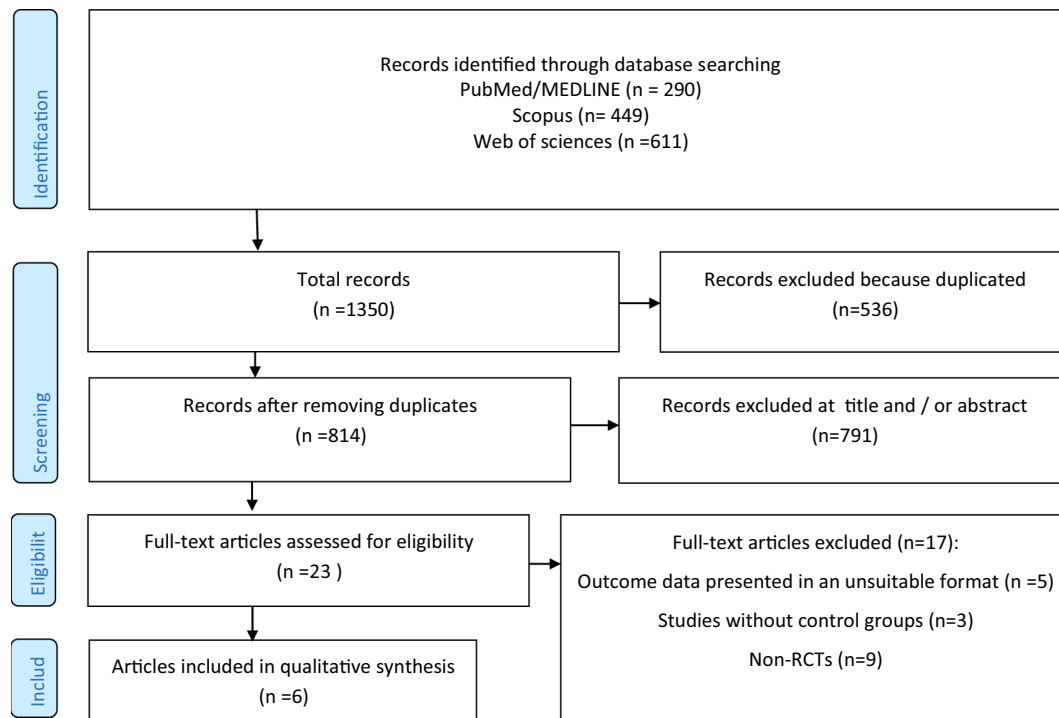 Identification
Records identified through database searching
PubMed/MEDLINE (n = 290)
Scopus (n= 449)
Web of sciences (n =611)
Screening
Total records
(n =1350)
Records excluded because duplicated
(n=536)
Records after removing duplicates
(n =814)
Records excluded at title and / or abstract
(n=791)
Eligibilit
Full-text articles assessed for eligibility
(n =23 )
Full-text articles excluded (n=17):
Outcome data presented in an unsuitable format (n =5)
Studies without control groups (n=3)
Non-RCTs (n=9)
Includ
Articles included in qualitative synthesis
(n =6)